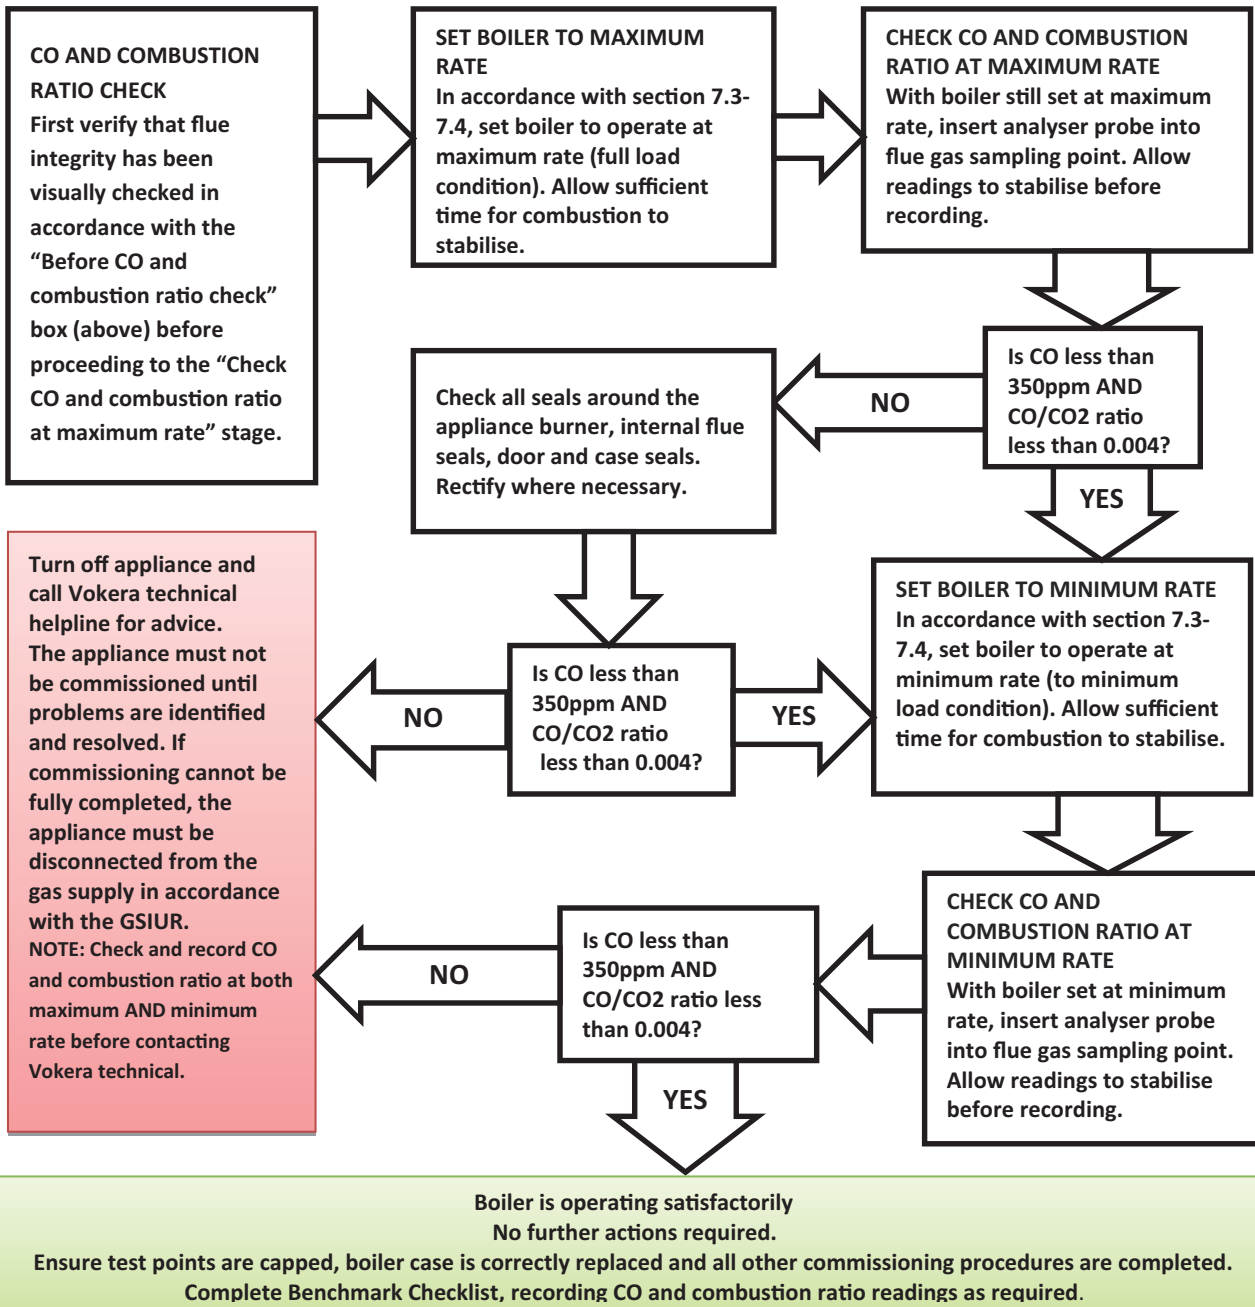 CO AND COMBUSTION
RATIO CHECK
First verify that flue
integrity has been
visually checked in
accordance with the
“Before CO and
combustion ratio check”
box (above) before
proceeding to the “Check
CO and combustion ratio
at maximum rate” stage.
SET BOILER TO MAXIMUM
RATE
In accordance with section 7.3-
7.4, set boiler to operate at
maximum rate (full load
condition). Allow sufficient
time for combustion to
stabilise.
CHECK CO AND COMBUSTION
RATIO AT MAXIMUM RATE
With boiler still set at maximum
rate, insert analyser probe into
flue gas sampling point. Allow
readings to stabilise before
recording.
Is CO less than
350ppm AND
CO/CO2 ratio
less than 0.004?
NO
YES
Check all seals around the
appliance burner, internal flue
seals, door and case seals.
Rectify where necessary.
Is CO less than
350ppm AND
CO/CO2 ratio
less than 0.004?
NO
YES
SET BOILER TO MINIMUM RATE
In accordance with section 7.3-
7.4, set boiler to operate at
minimum rate (to minimum
load condition). Allow sufficient
time for combustion to stabilise.
CHECK CO AND
COMBUSTION RATIO AT
MINIMUM RATE
With boiler set at minimum
rate, insert analyser probe
into flue gas sampling point.
Allow readings to stabilise
before recording.
Is CO less than
350ppm AND
CO/CO2 ratio less
than 0.004?
NO
YES
Turn off appliance and
call Vokera technical
helpline for advice.
The appliance must not
be commissioned until
problems are identified
and resolved. If
commissioning cannot be
fully completed, the
appliance must be
disconnected from the
gas supply in accordance
with the GSIUR.
NOTE: Check and record CO
and combustion ratio at both
maximum AND minimum
rate before contacting
Vokera technical.
Boiler is operating satisfactorily
No further actions required.
Ensure test points are capped, boiler case is correctly replaced and all other commissioning procedures are completed.
Complete Benchmark Checklist, recording CO and combustion ratio readings as required.